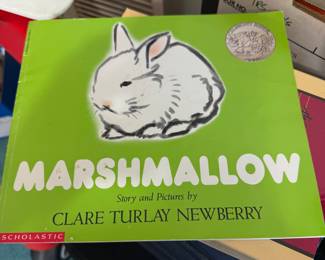 MARSHMALLOW
Story and Pictures by
CLARE TURLAY NEWBERRY
SCHOLASTIC